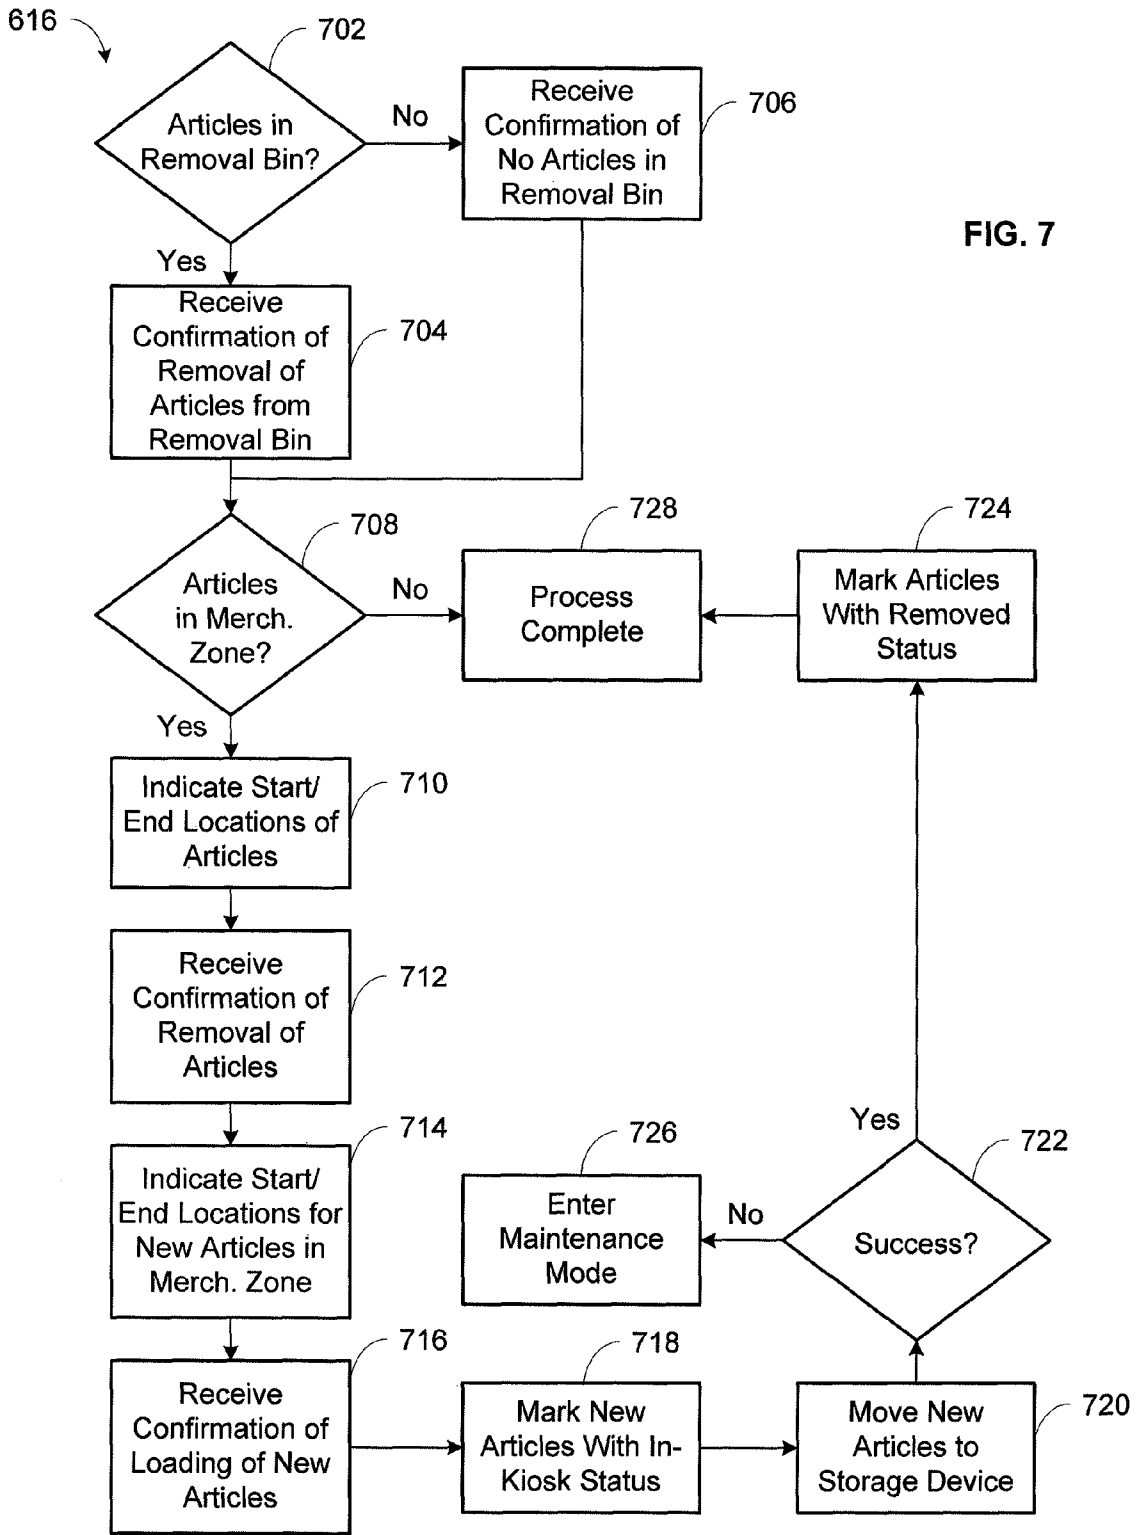 616
702
Articles in
Removal Bin?
No
Receive
Confirmation of
No Articles in
Removal Bin
706
FIG. 7
Yes
Receive
Confirmation of
Removal of
Articles from
Removal Bin
704
708
Articles
in Merch.
Zone?
No
728
Process
Complete
724
Mark Articles
With Removed
Status
Yes
Indicate Start/
End Locations of
Articles
710
Receive
Confirmation of
Removal of
Articles
712
714
Indicate Start/
End Locations for
New Articles in
Merch. Zone
726
Enter
Maintenance
Mode
No
Yes
722
Success?
716
Receive
Confirmation of
Loading of New
Articles
718
Mark New
Articles With In-
Kiosk Status
Move New
Articles to
Storage Device
720